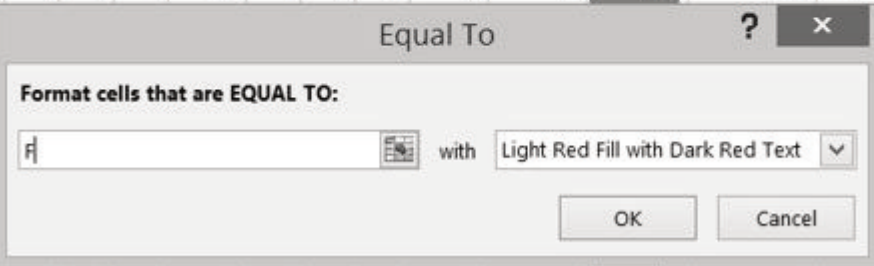 Equal To ? ×
Format cells that are EQUAL TO:
F with Light Red Fill with Dark Red Text
OK Cancel